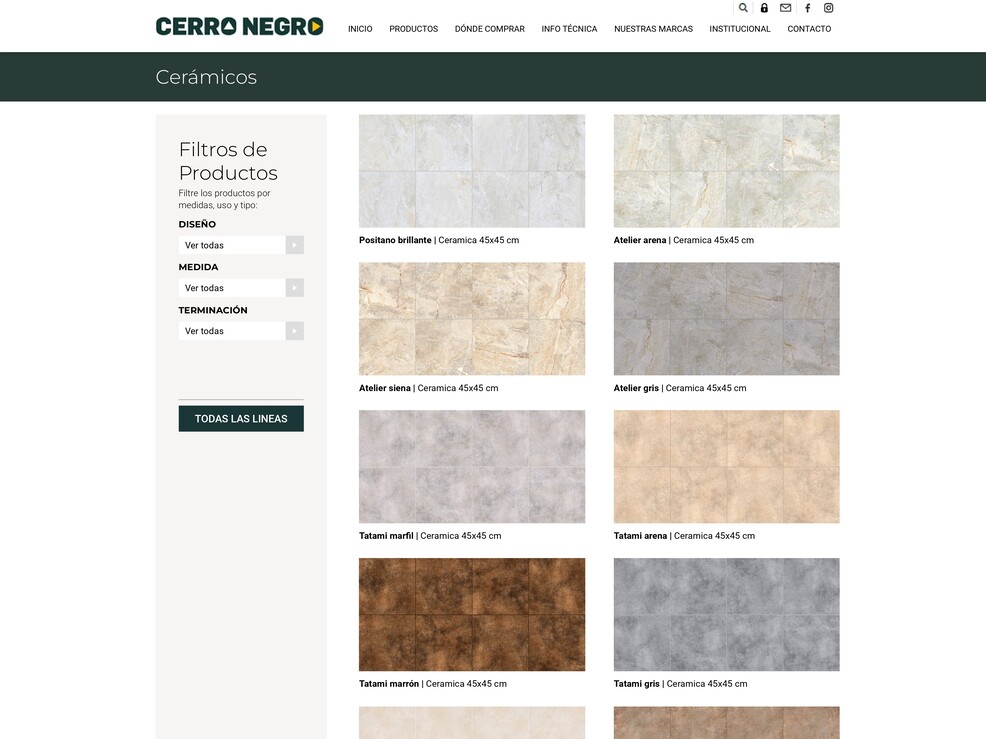 CERRO NEGRO
INICIO
PRODUCTOS
DÓNDE COMPRAR
INFO TÉCNICA
NUESTRAS MARCAS
INSTITUCIONAL
CONTACTO
Cerámicos
Filtros de
Productos
Filtre los productos por
medidas, uso y tipo:
DISEÑO
Ver todas
MEDIDA
Ver todas
TERMINACIÓN
Ver todas
TODAS LAS LINEAS
Positano brillante | Ceramica 45x45 cm
Atelier arena | Ceramica 45x45 cm
Atelier siena | Ceramica 45x45 cm
Atelier gris | Ceramica 45x45 cm
Tatami marfil | Ceramica 45x45 cm
Tatami arena | Ceramica 45x45 cm
Tatami marrón | Ceramica 45x45 cm
Tatami gris | Ceramica 45x45 cm